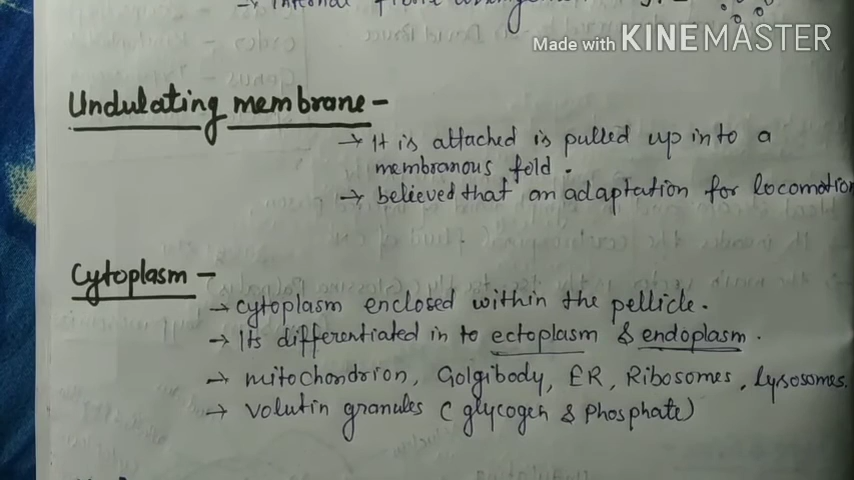 → internal
Made with KINEMASTER
Undulating membrane -
→ It is attached is pulled up into a
membranous fold.
→ believed that an adaptation for locomotion
Cytoplasm -
→ cytoplasm enclosed within the pellicle.
→ Its differentiated in to ectoplasm & endoplasm.
→ mitochondrion, Golgibody, ER, Ribosomes, Lysosomes.
→ Volutin granules ( glycogen & Phosphate)